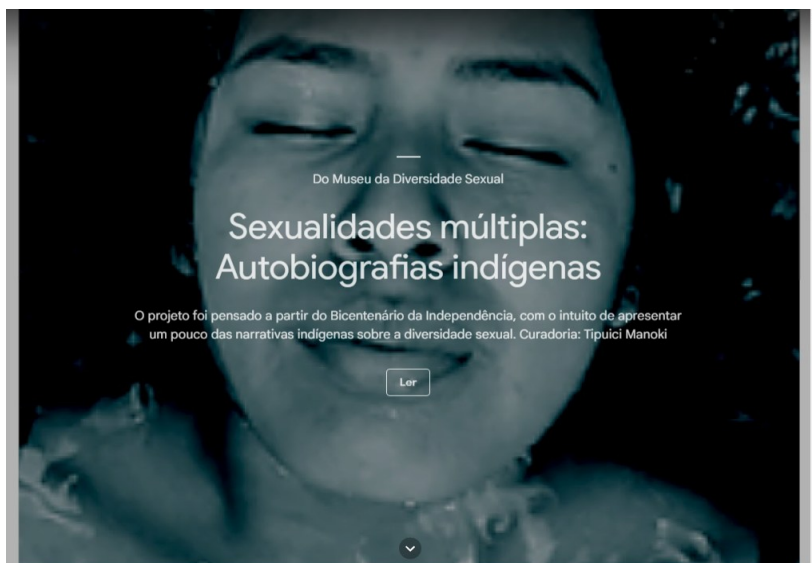 Do Museu da Diversidade Sexual
Sexualidades múltiplas:
Autobiografias indígenas
O projeto foi pensado a partir do Bicentenário da Independência, com o intuito de apresentar
um pouco das narrativas indígenas sobre a diversidade sexual. Curadoria: Tipuici Manoki
Ler